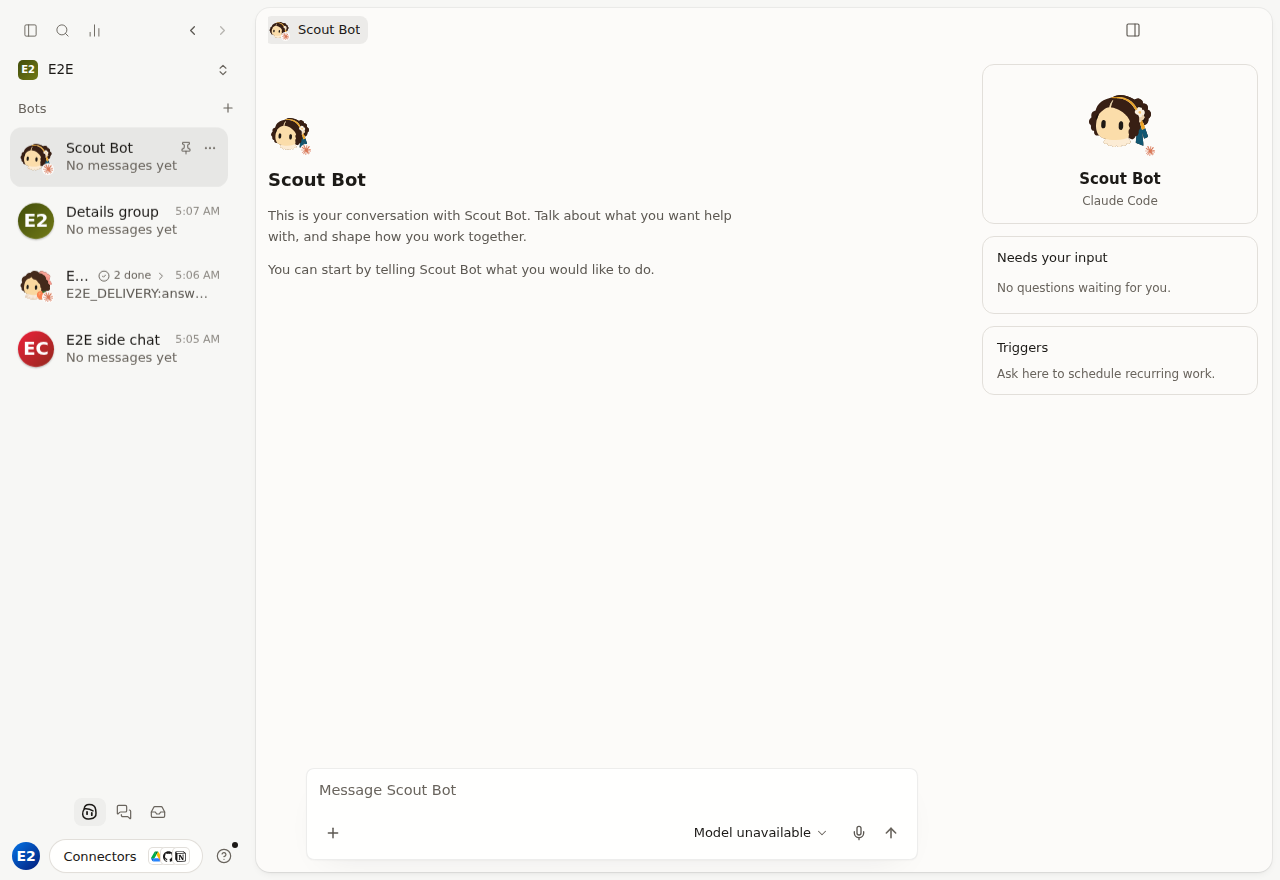 E2 E2E
Bots
Scout Bot
No messages yet
E2 Details group 5:07 AM
No messages yet
E... 2 done 5:06 AM
E2E_DELIVERY:answ...
EC E2E side chat 5:05 AM
No messages yet
E2 Connectors
Scout Bot
Scout Bot
This is your conversation with Scout Bot. Talk about what you want help
with, and shape how you work together.
You can start by telling Scout Bot what you would like to do.
Message Scout Bot
Model unavailable
Scout Bot
Claude Code
Needs your input
No questions waiting for you.
Triggers
Ask here to schedule recurring work.